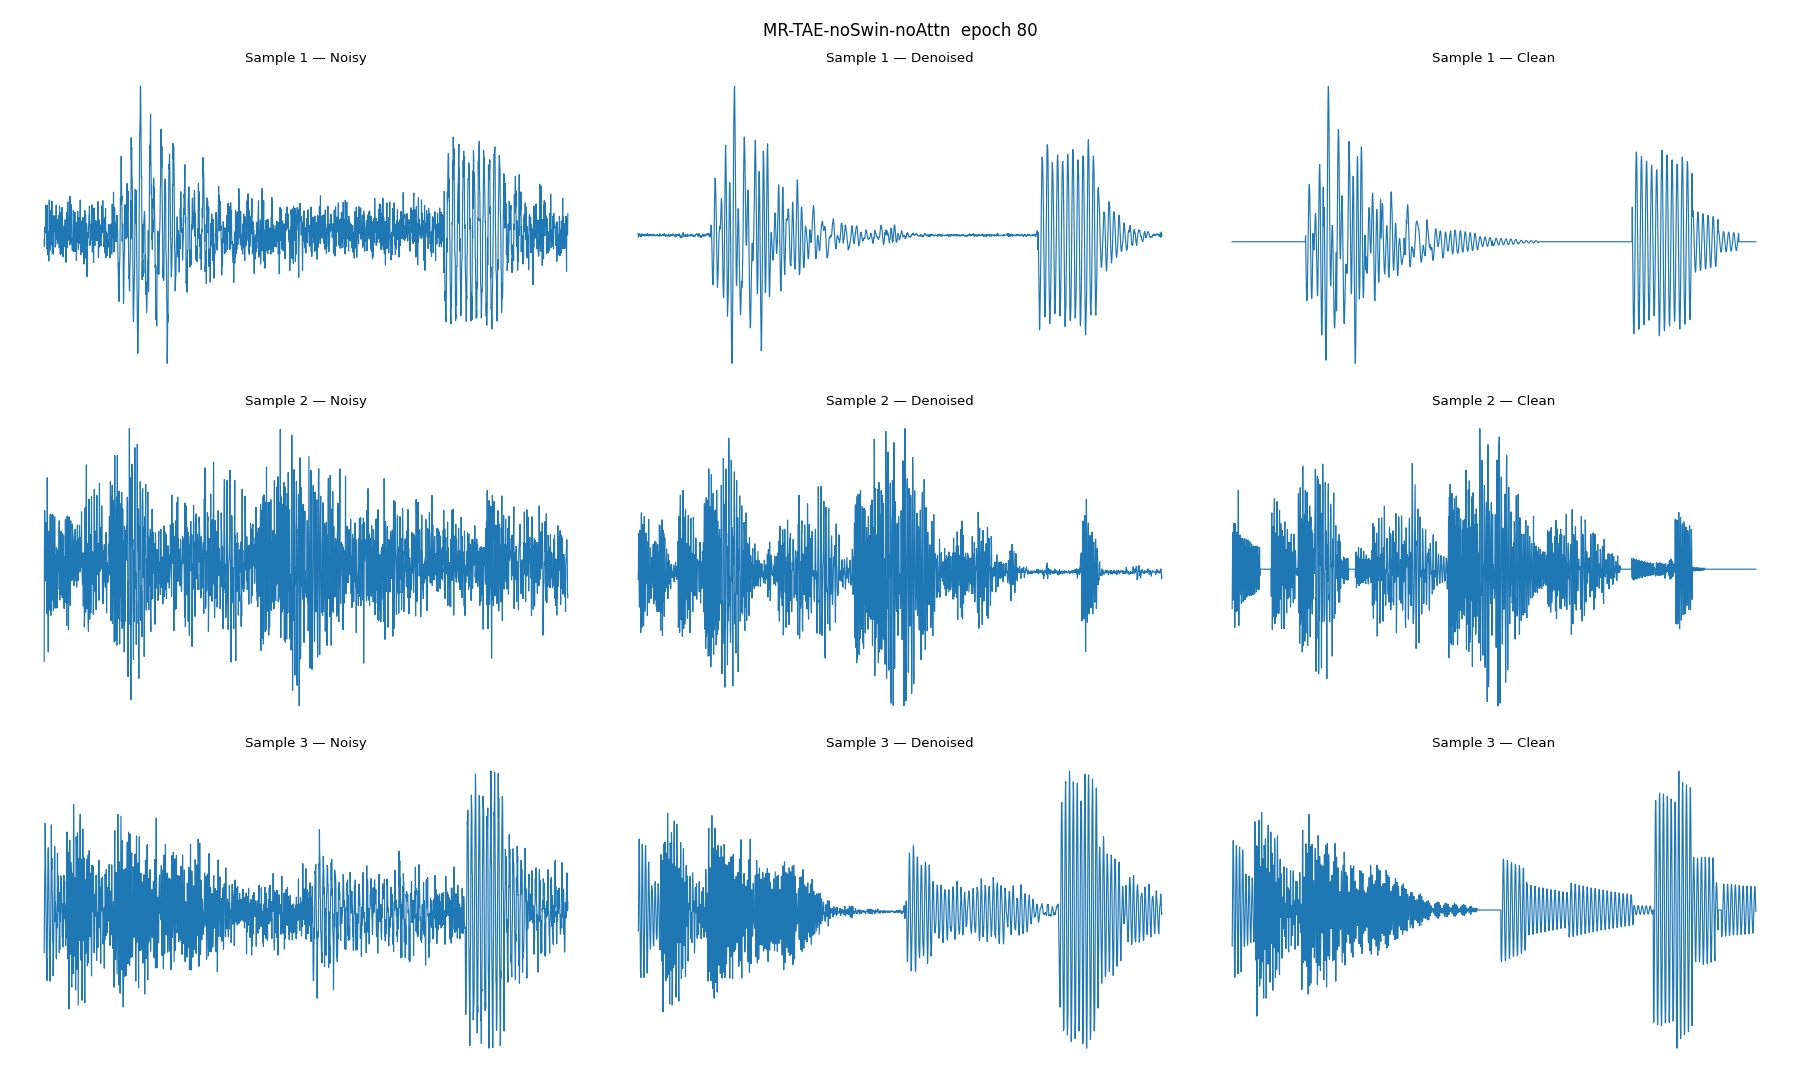 MR-TAE-noSwin-noAttn  epoch 80
Sample 1 — Noisy
Sample 1 — Denoised
Sample 1 — Clean
Sample 2 — Noisy
Sample 2 — Denoised
Sample 2 — Clean
Sample 3 — Noisy
Sample 3 — Denoised
Sample 3 — Clean